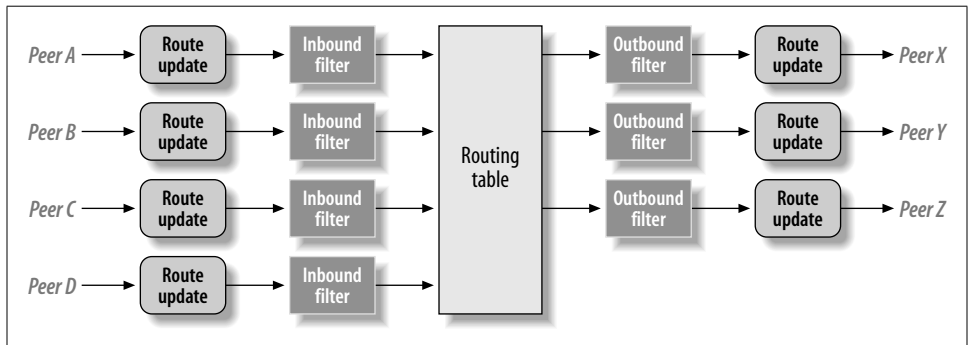 Peer A
Route
update
Inbound
filter
Outbound
filter
Route
update
Peer X
Peer B
Route
update
Inbound
filter
Routing
table
Outbound
filter
Route
update
Peer Y
Peer C
Route
update
Inbound
filter
Outbound
filter
Route
update
Peer Z
Peer D
Route
update
Inbound
filter